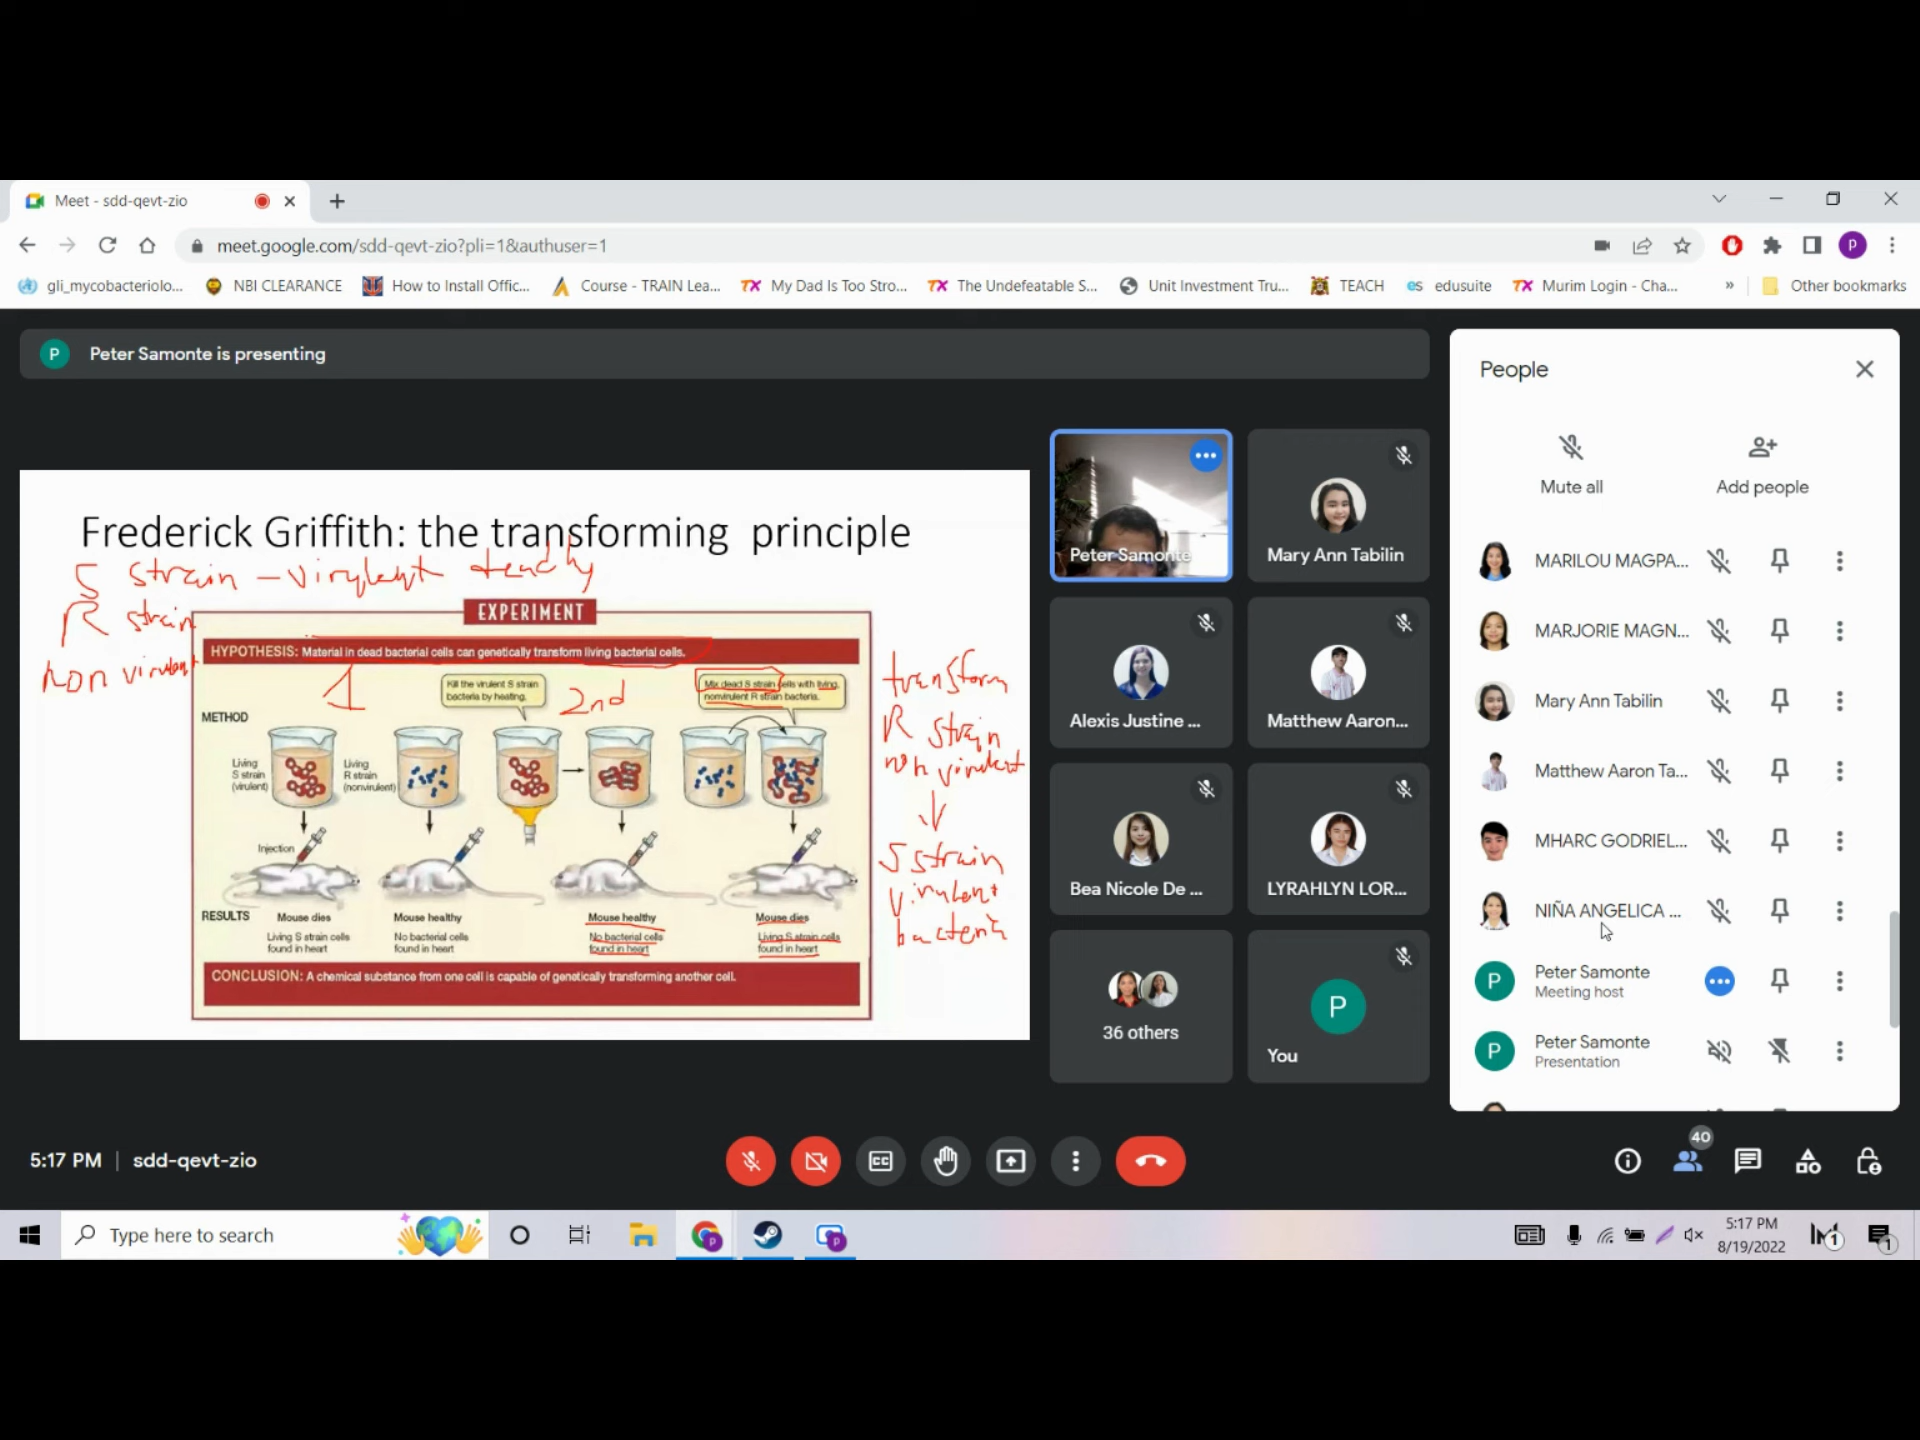 Meet - sdd-qevt-zio
meet.google.com/sdd-qevt-zio?pli=1&authuser=1
P
gli_mycobacteriolo...
NBI CLEARANCE
How to Install Offic...
Course - TRAIN Lea...
TX My Dad Is Too Stro...
TX The Undefeatable S...
Unit Investment Tru...
TEACH
es edusuite
TX Murim Login - Cha...
»
Other bookmarks
P Peter Samonte is presenting
Frederick Griffith: the transforming principle
S strain - virulent deadly
R strain
non virulent
EXPERIMENT
HYPOTHESIS: Material in dead bacterial cells can genetically transform living bacterial cells.
1
Kill the virulent S strain
bacteria by heating.
2nd
Mix dead S strain cells with living
nonvirulent R strain bacteria.
METHOD
Living
S strain
(virulent)
Living
R strain
(nonvirulent)
Injection
RESULTS
Mouse dies
Living S strain cells
found in heart
Mouse healthy
No bacterial cells
found in heart
Mouse healthy
No bacterial cells
found in heart
Mouse dies
Living S strain cells
found in heart
CONCLUSION: A chemical substance from one cell is capable of genetically transforming another cell.
transform
R strain
non virulent
S strain
virulent
bacteria
Peter Samonte
Mary Ann Tabilin
Alexis Justine ...
Matthew Aaron...
Bea Nicole De ...
LYRAHLYN LOR...
36 others
P
You
People
Mute all
Add people
MARILOU MAGPA...
MARJORIE MAGN...
Mary Ann Tabilin
Matthew Aaron Ta...
MHARC GODRIEL...
NIÑA ANGELICA ...
P Peter Samonte
Meeting host
P Peter Samonte
Presentation
5:17 PM | sdd-qevt-zio
CC
40
Type here to search
5:17 PM
8/19/2022
1
1